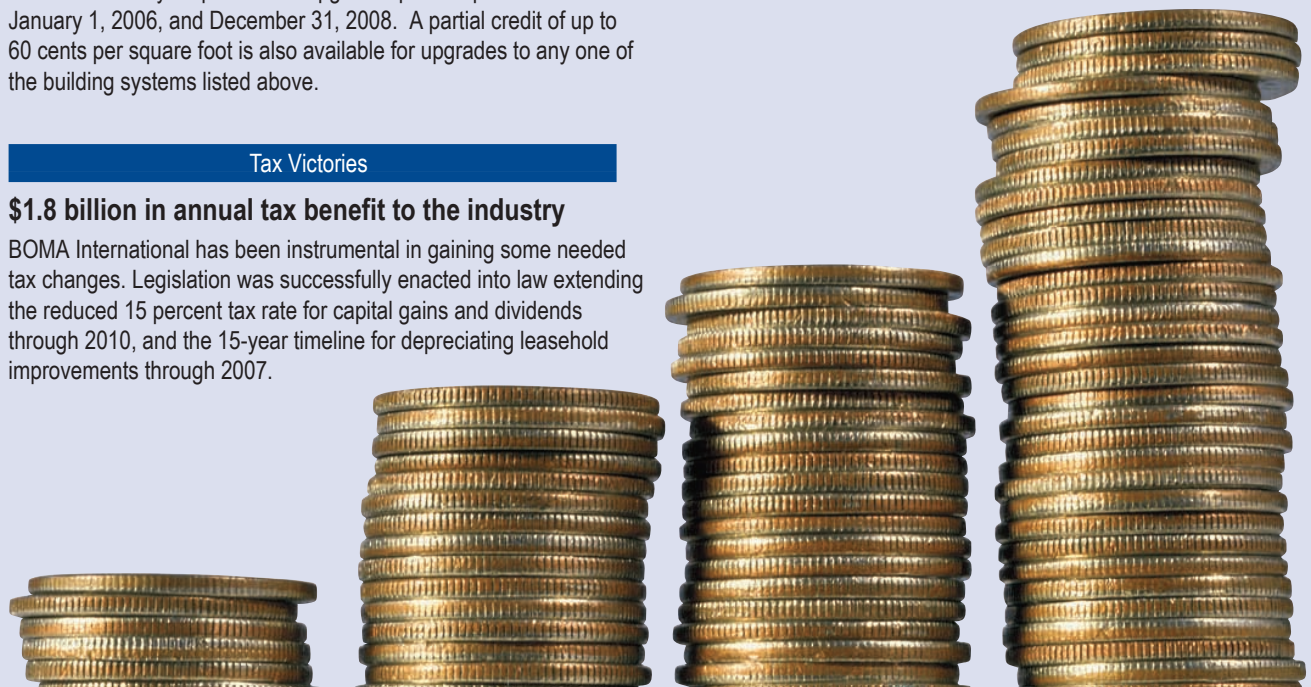 January 1, 2006, and December 31, 2008.  A partial credit of up to
60 cents per square foot is also available for upgrades to any one of
the building systems listed above.
Tax Victories
$1.8 billion in annual tax benefit to the industry
BOMA International has been instrumental in gaining some needed
tax changes. Legislation was successfully enacted into law extending
the reduced 15 percent tax rate for capital gains and dividends
through 2010, and the 15-year timeline for depreciating leasehold
improvements through 2007.